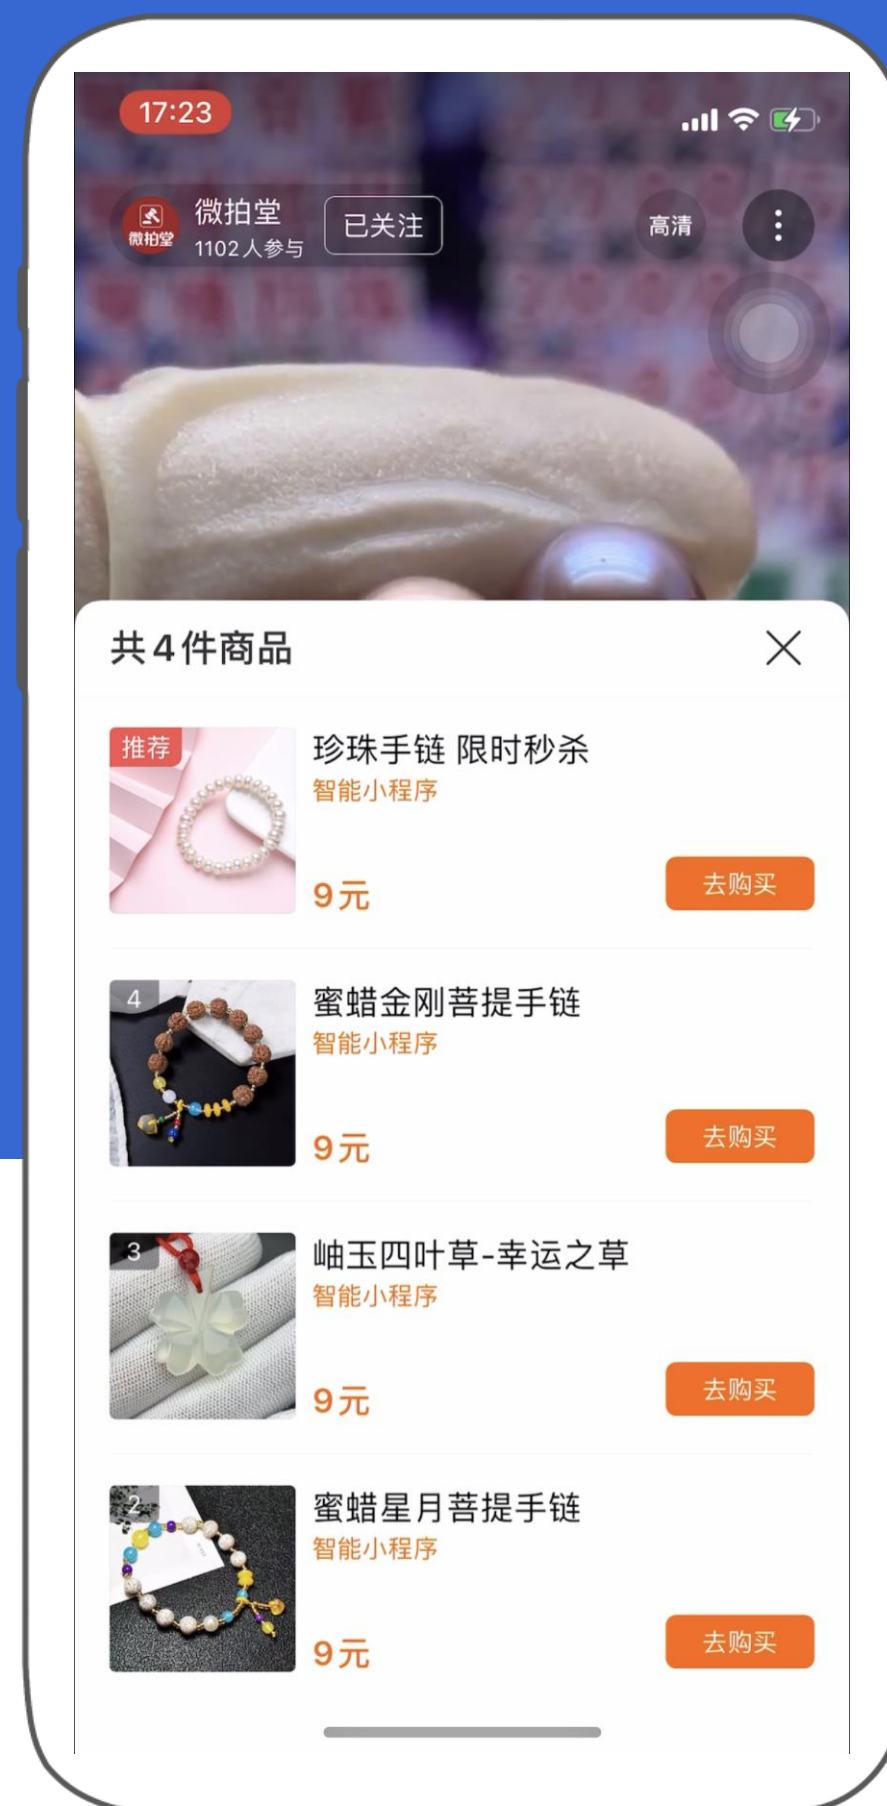 17:23
微拍堂
微拍堂
1102人参与
已关注
高清
共4件商品
推荐
珍珠手链 限时秒杀
智能小程序
9元
去购买
4
蜜蜡金刚菩提手链
智能小程序
9元
去购买
3
岫玉四叶草-幸运之草
智能小程序
9元
去购买
2
蜜蜡星月菩提手链
智能小程序
9元
去购买